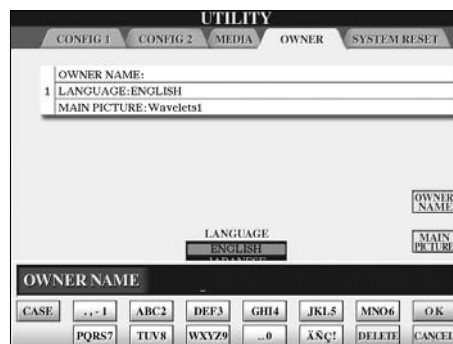 UTILITY
CONFIG 1 CONFIG 2 MEDIA OWNER SYSTEM RESET
OWNER NAME:
1 LANGUAGE:ENGLISH
MAIN PICTURE:Wavelets1
OWNER
NAME
LANGUAGE
ENGLISH
JAPANESE
MAIN
PICTURE
OWNER NAME _
CASE .,-1 ABC2 DEF3 GHI4 JKL5 MNO6 OK
PQRS7 TUV8 WXYZ9 _0 ÄÑÇ! DELETE CANCEL